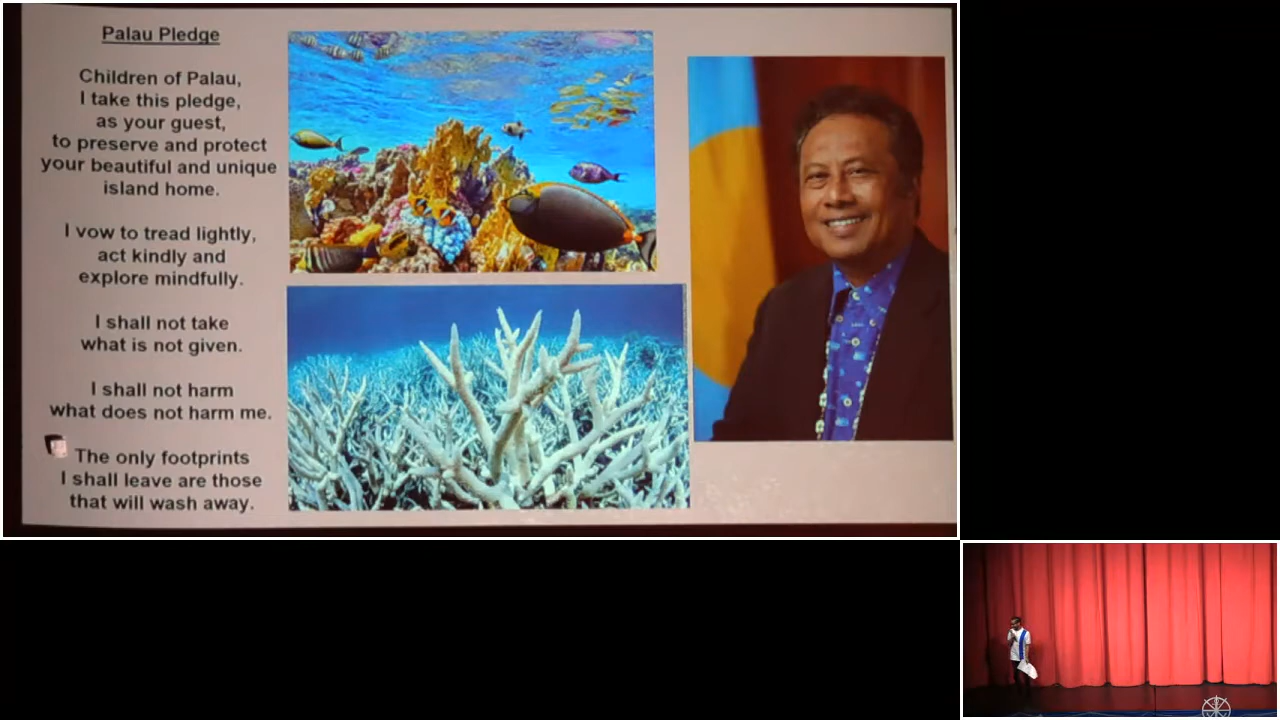 Palau Pledge
Children of Palau,
I take this pledge,
as your guest,
to preserve and protect
your beautiful and unique
island home.
I vow to tread lightly,
act kindly and
explore mindfully.
I shall not take
what is not given.
I shall not harm
what does not harm me.
The only footprints
I shall leave are those
that will wash away.